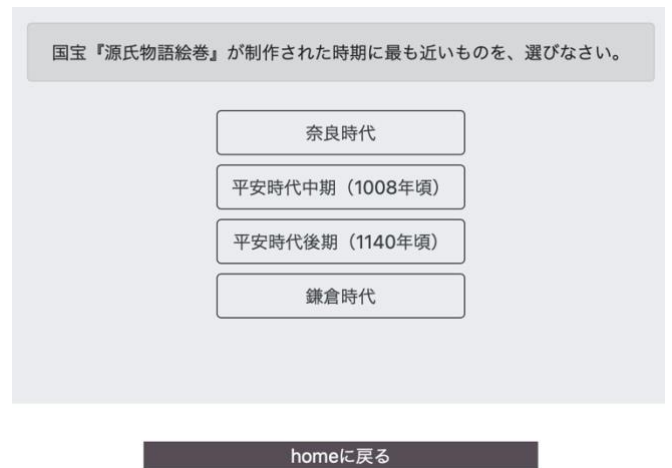 国宝『源氏物語絵巻』が制作された時期に最も近いものを、選びなさい。
奈良時代
平安時代中期（1008年頃）
平安時代後期（1140年頃）
鎌倉時代
homeに戻る